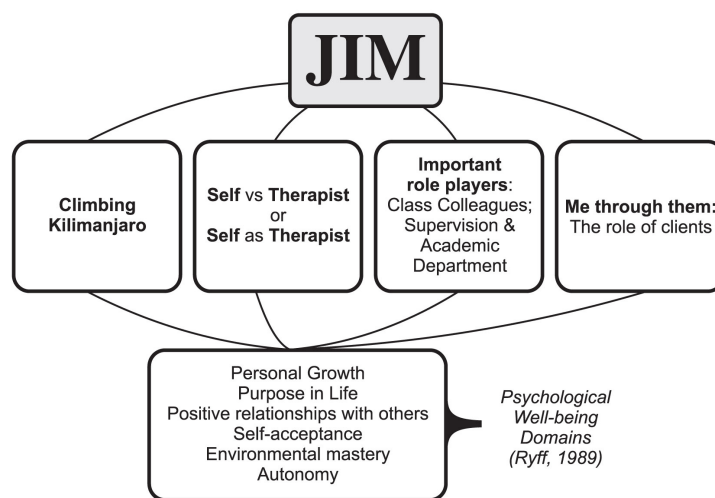 JIM
Climbing
Kilimanjaro
Self vs Therapist
or
Self as Therapist
Important
role players:
Class Colleagues;
Supervision &
Academic
Department
Me through them:
The role of clients
Personal Growth
Purpose in Life
Positive relationships with others
Self-acceptance
Environmental mastery
Autonomy
Psychological
Well-being
Domains
(Ryff, 1989)